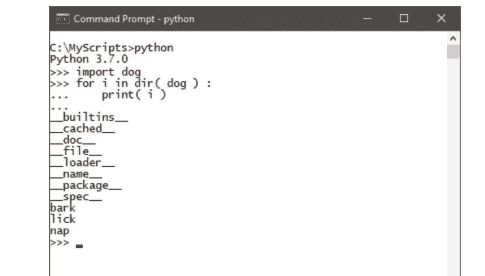 Command Prompt - python
C:\MyScripts>python
Python 3.7.0
>>> import dog
>>> for i in dir( dog ) :
...     print( i )
...
__builtins__
__cached__
__doc__
__file__
__loader__
__name__
__package__
__spec__
bark
lick
nap
>>>